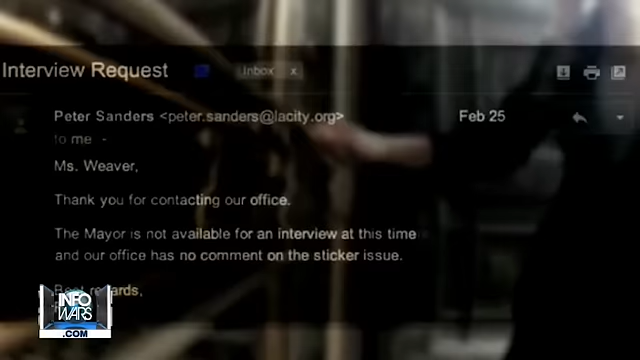 Interview Request
Inbox x
Peter Sanders <peter.sanders@lacity.org>
Feb 25
to me
Ms. Weaver,
Thank you for contacting our office.
The Mayor is not available for an interview at this time
and our office has no comment on the sticker issue.
Best regards,
INFO
WARS
.COM